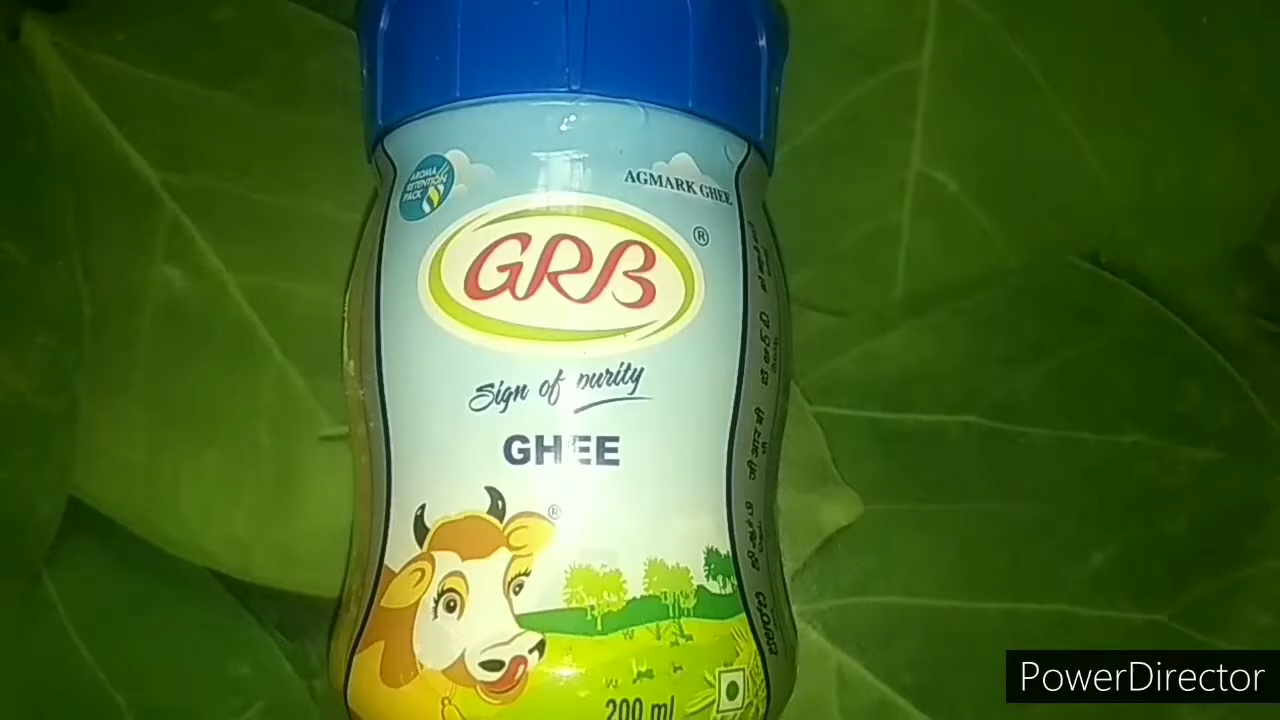 AROMA
RETENTION
PACK
AGMARK GHEE
GRB
®
Sign of purity
GHEE
®
200 ml
PowerDirector